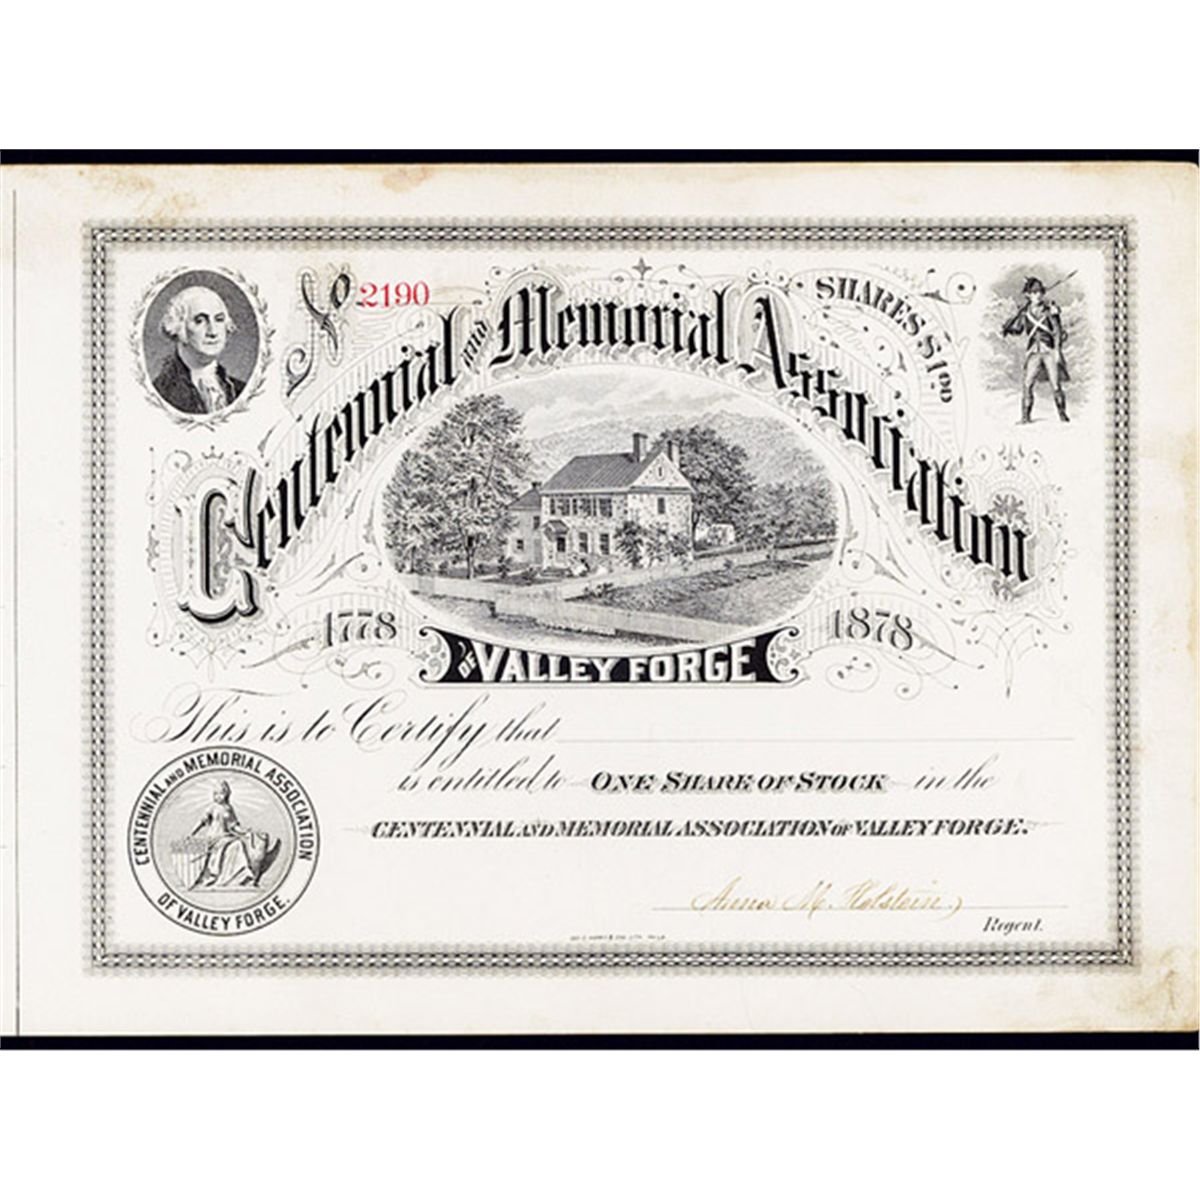 No 2190
SHARES $1.00
Centennial and Memorial Association
1778 1878
OF VALLEY FORGE
This is to Certify that
is entitled to ONE SHARE OF STOCK in the
CENTENNIAL AND MEMORIAL ASSOCIATION OF VALLEY FORGE.
CENTENNIAL AND MEMORIAL ASSOCIATION
OF VALLEY FORGE.
Anna M. Holstein,
Regent.